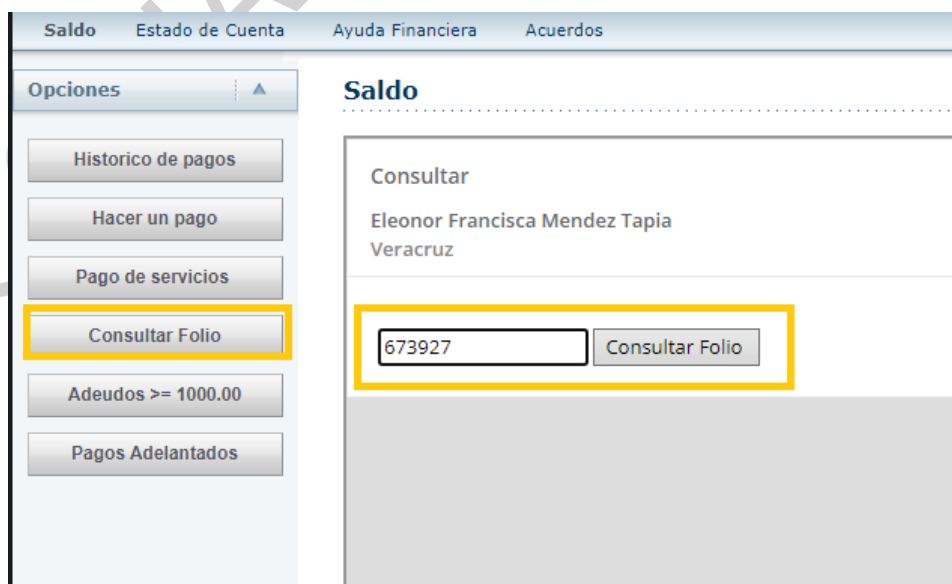 Saldo Estado de Cuenta Ayuda Financiera Acuerdos
Opciones
Historico de pagos
Hacer un pago
Pago de servicios
Consultar Folio
Adeudos >= 1000.00
Pagos Adelantados
Saldo
Consultar
Eleonor Francisca Mendez Tapia
Veracruz
673927 Consultar Folio